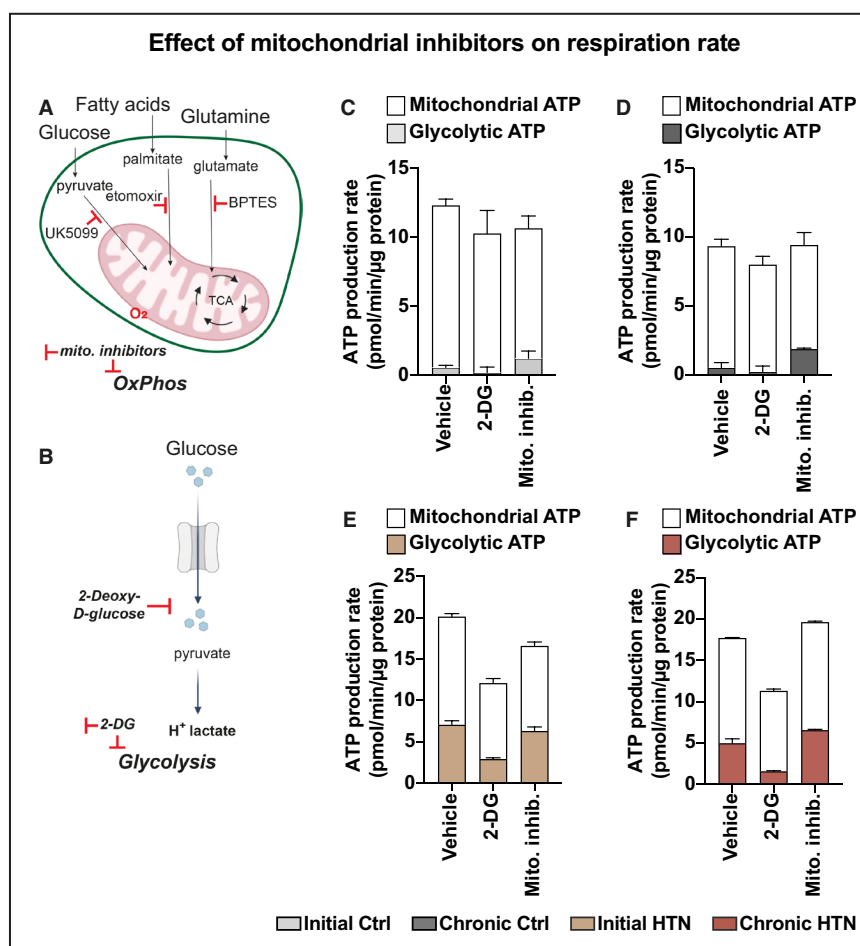 Effect of mitochondrial inhibitors on respiration rate
A
Fatty acids
Glutamine
Glucose
palmitate
glutamate
pyruvate
etomoxir
BPTES
UK5099
TCA
O₂
mito. inhibitors
OxPhos
B
Glucose
2-Deoxy-
D-glucose
pyruvate
2-DG
H⁺ lactate
Glycolysis
C
Mitochondrial ATP
Glycolytic ATP
ATP production rate
(pmol/min/µg protein)
15
10
5
0
Vehicle
2-DG
Mito. inhib.
D
Mitochondrial ATP
Glycolytic ATP
ATP production rate
(pmol/min/µg protein)
15
10
5
0
Vehicle
2-DG
Mito. inhib.
E
Mitochondrial ATP
Glycolytic ATP
ATP production rate
(pmol/min/µg protein)
25
20
15
10
5
0
Vehicle
2-DG
Mito. inhib.
F
Mitochondrial ATP
Glycolytic ATP
ATP production rate
(pmol/min/µg protein)
25
20
15
10
5
0
Vehicle
2-DG
Mito. inhib.
Initial Ctrl
Chronic Ctrl
Initial HTN
Chronic HTN